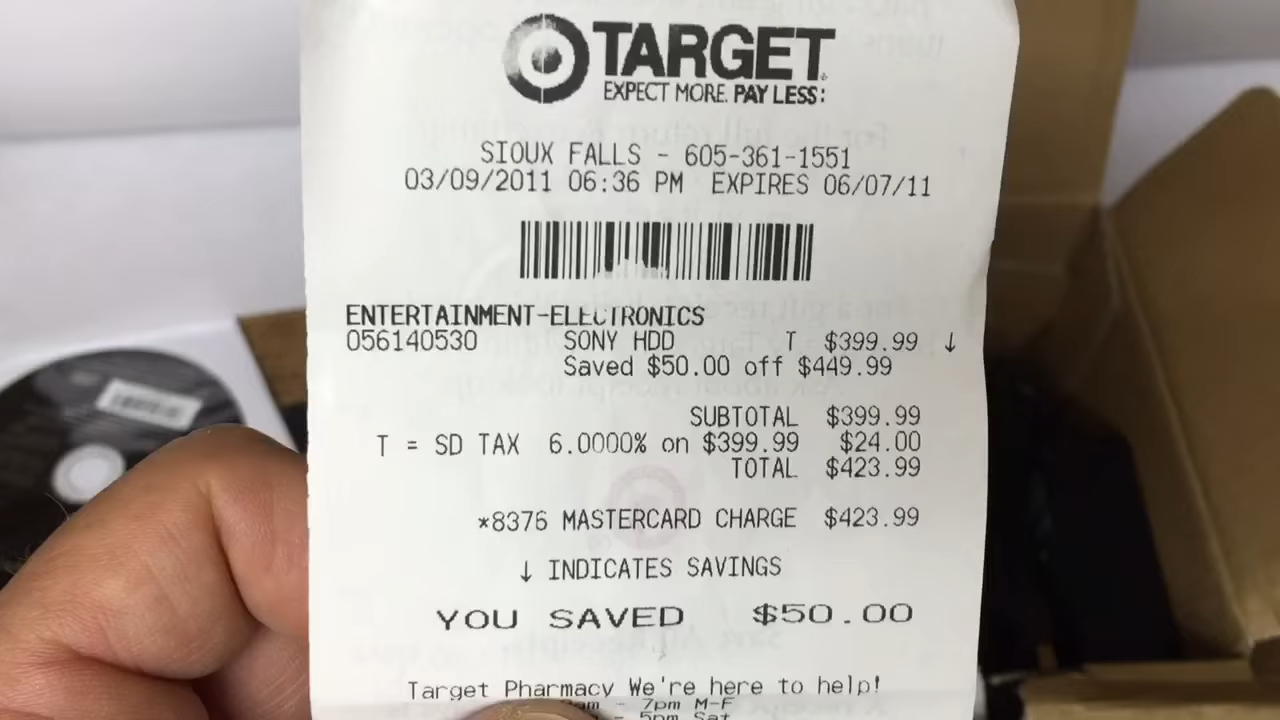 TARGET
EXPECT MORE. PAY LESS.
SIOUX FALLS - 605-361-1551
03/09/2011 06:36 PM EXPIRES 06/07/11
ENTERTAINMENT-ELECTRONICS
056140530 SONY HDD T $399.99 ↓
Saved $50.00 off $449.99
SUBTOTAL $399.99
T = SD TAX 6.0000% on $399.99 $24.00
TOTAL $423.99
*8376 MASTERCARD CHARGE $423.99
↓ INDICATES SAVINGS
YOU SAVED $50.00
Target Pharmacy We're here to help!
- 7pm M-F
- 5pm Sat